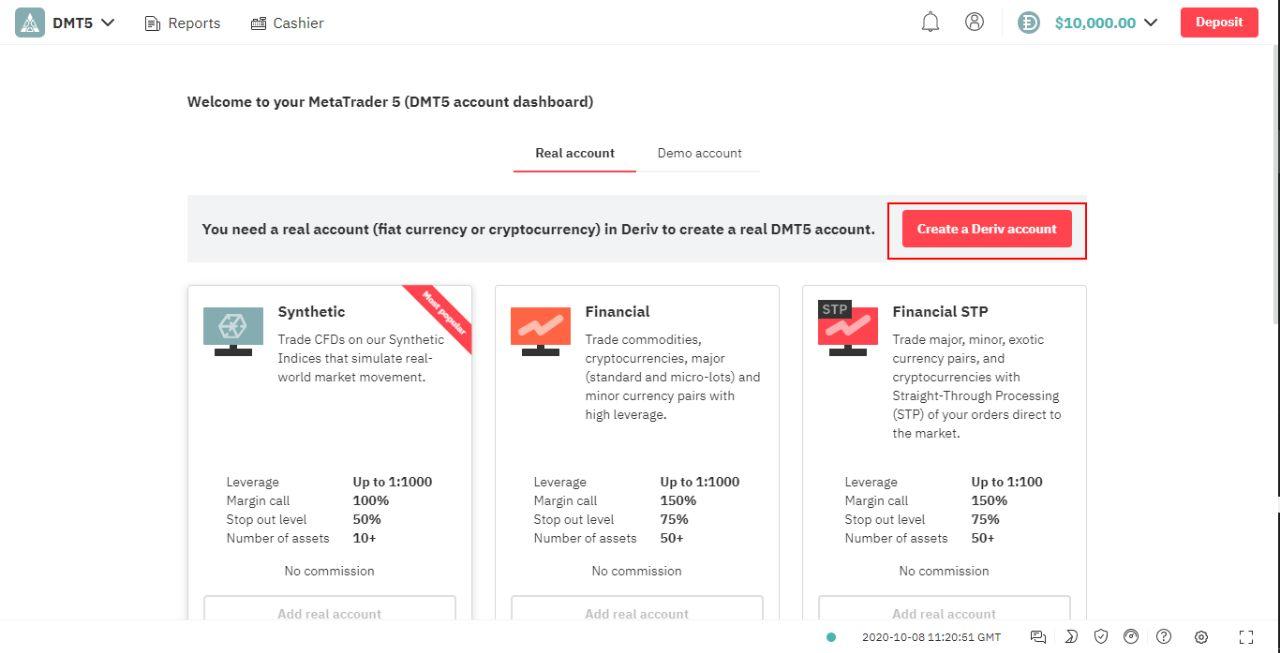 DMT5 Reports Cashier $10,000.00 Deposit
Welcome to your MetaTrader 5 (DMT5 account dashboard)
Real account Demo account
You need a real account (fiat currency or cryptocurrency) in Deriv to create a real DMT5 account. Create a Deriv account
Most popular
Synthetic
Trade CFDs on our Synthetic
Indices that simulate real-
world market movement.
Leverage Up to 1:1000
Margin call 100%
Stop out level 50%
Number of assets 10+
No commission
Add real account
Financial
Trade commodities,
cryptocurrencies, major
(standard and micro-lots) and
minor currency pairs with
high leverage.
Leverage Up to 1:1000
Margin call 150%
Stop out level 75%
Number of assets 50+
No commission
Add real account
STP
Financial STP
Trade major, minor, exotic
currency pairs, and
cryptocurrencies with
Straight-Through Processing
(STP) of your orders direct to
the market.
Leverage Up to 1:100
Margin call 150%
Stop out level 75%
Number of assets 50+
No commission
Add real account
2020-10-08 11:20:51 GMT